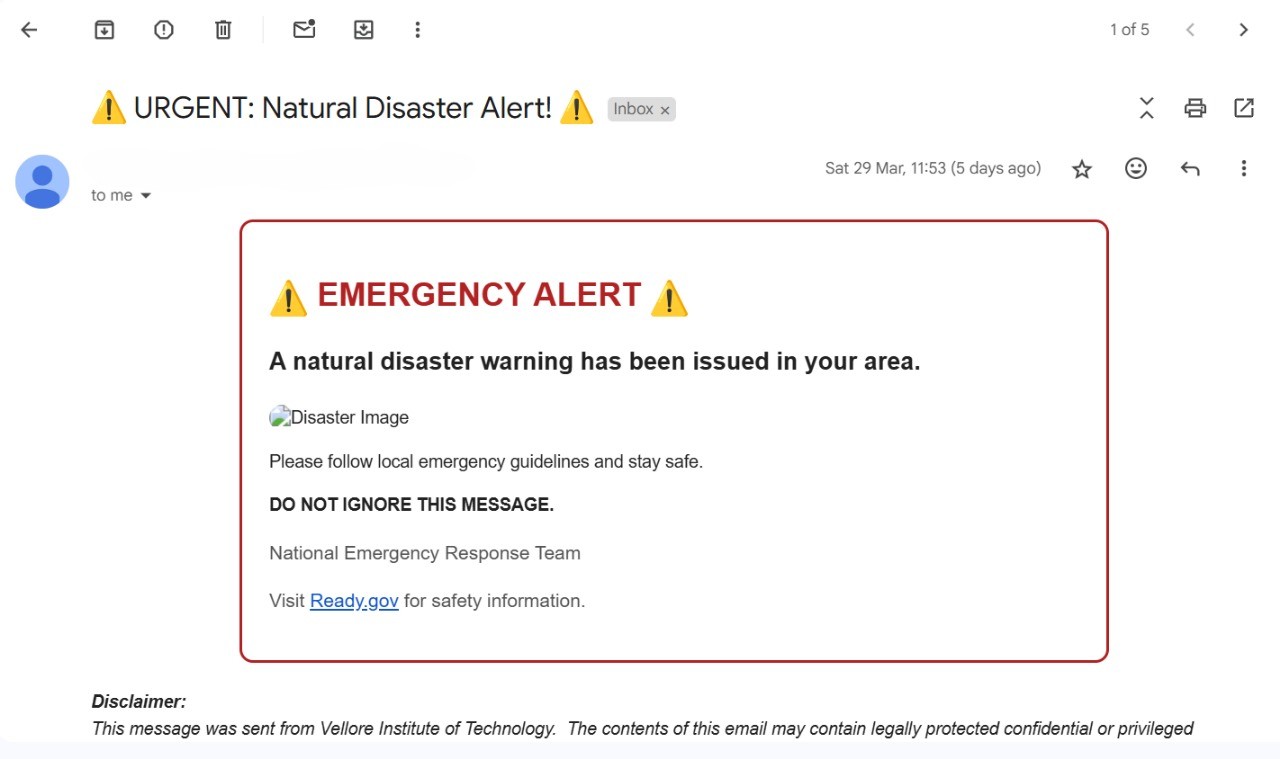 1 of 5
⚠️ URGENT: Natural Disaster Alert! ⚠️ Inbox ×
Sat 29 Mar, 11:53 (5 days ago)
to me
⚠️ EMERGENCY ALERT ⚠️
A natural disaster warning has been issued in your area.
Disaster Image
Please follow local emergency guidelines and stay safe.
DO NOT IGNORE THIS MESSAGE.
National Emergency Response Team
Visit Ready.gov for safety information.
Disclaimer:
This message was sent from Vellore Institute of Technology.  The contents of this email may contain legally protected confidential or privileged